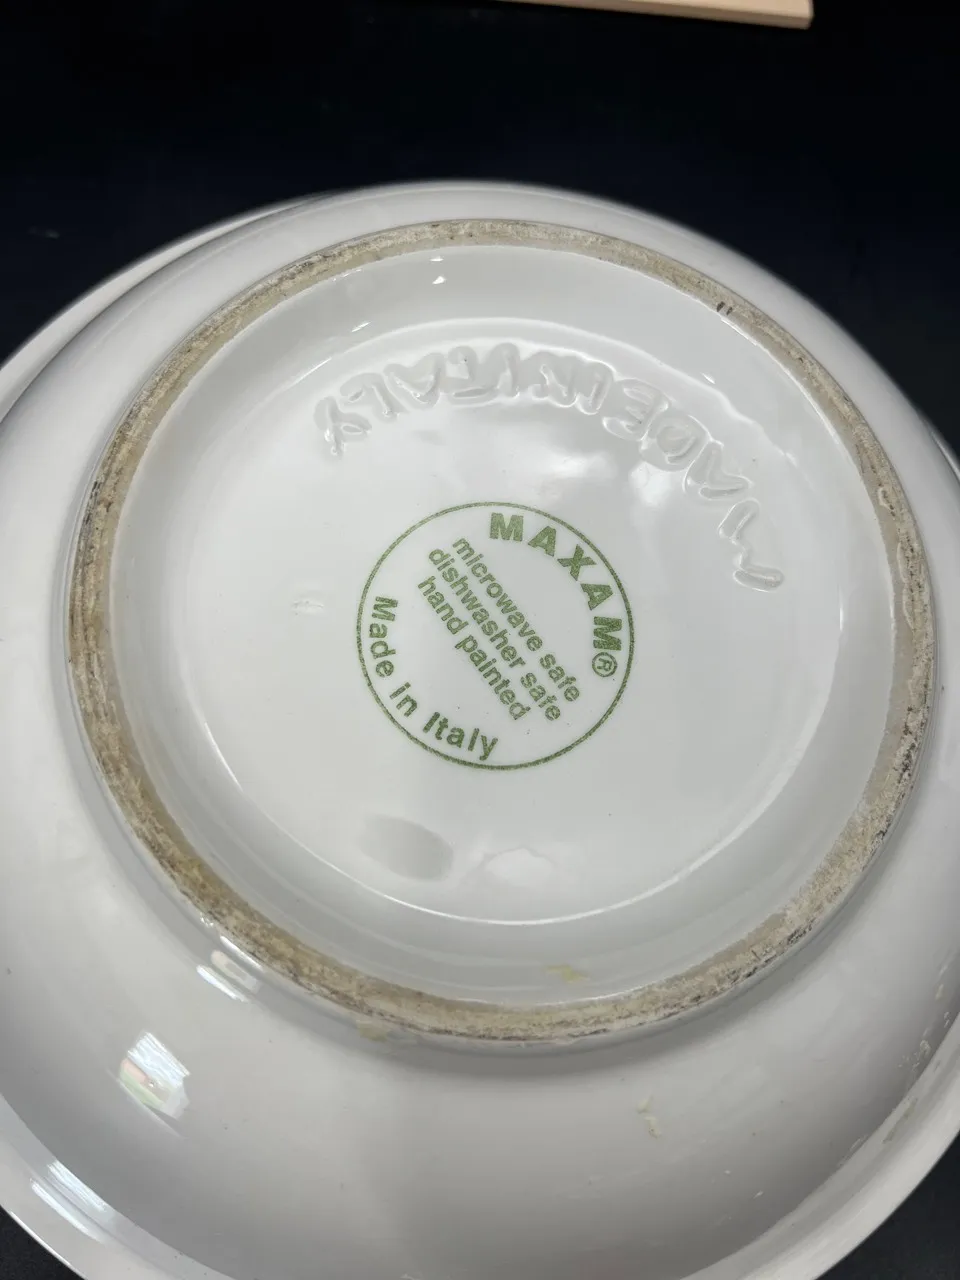 MADE IN ITALY
MAXAM®
microwave safe
dishwasher safe
hand painted
Made in Italy